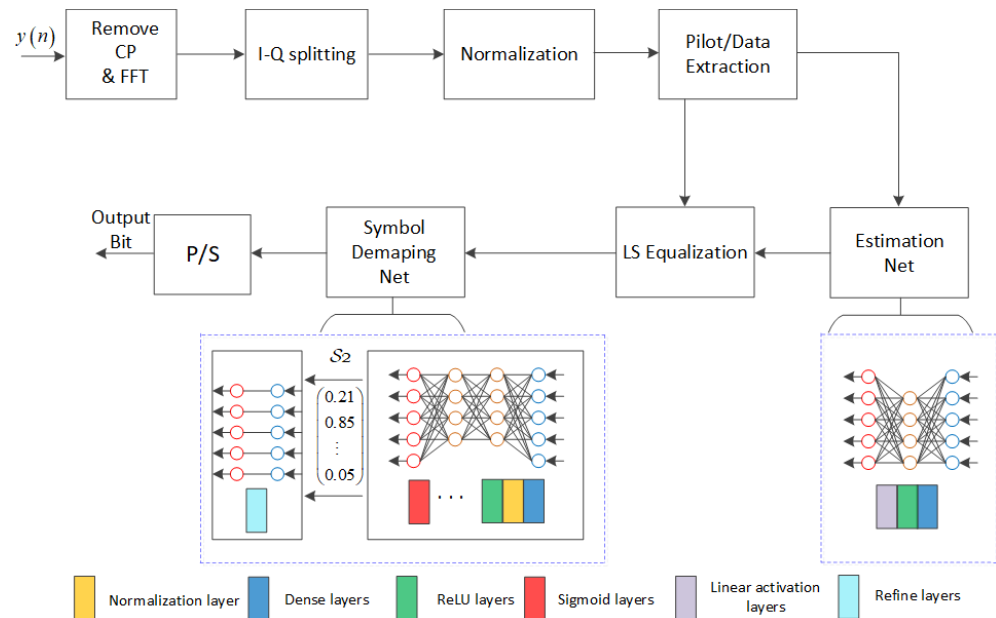 y(n)
Remove
CP
& FFT
I-Q splitting
Normalization
Pilot/Data
Extraction
Output
Bit
P/S
Symbol
Demaping
Net
LS Equalization
Estimation
Net
S2
0.21
0.85
⋮
0.05
...
Normalization layer
Dense layers
ReLU layers
Sigmoid layers
Linear activation
layers
Refine layers